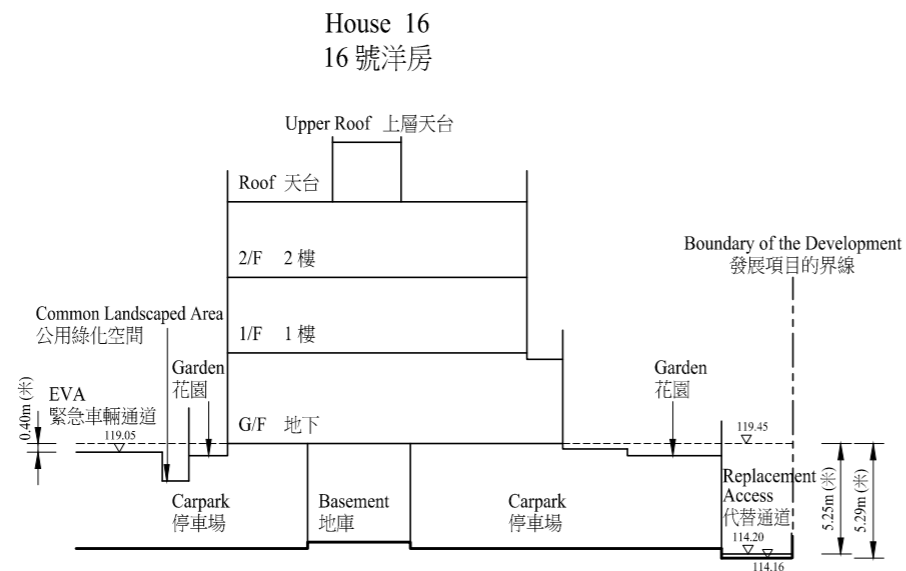 House 16
16 號洋房
Upper Roof 上層天台
Roof 天台
2/F 2 樓
Boundary of the Development
發展項目的界線
Common Landscaped Area
公用綠化空間
1/F 1 樓
Garden
花園
Garden
花園
0.40m (米)
EVA
緊急車輛通道
119.05
G/F 地下
119.45
Carpark
停車場
Basement
地庫
Carpark
停車場
Replacement
Access
代替通道
5.25m (米)
5.29m (米)
114.20
114.16